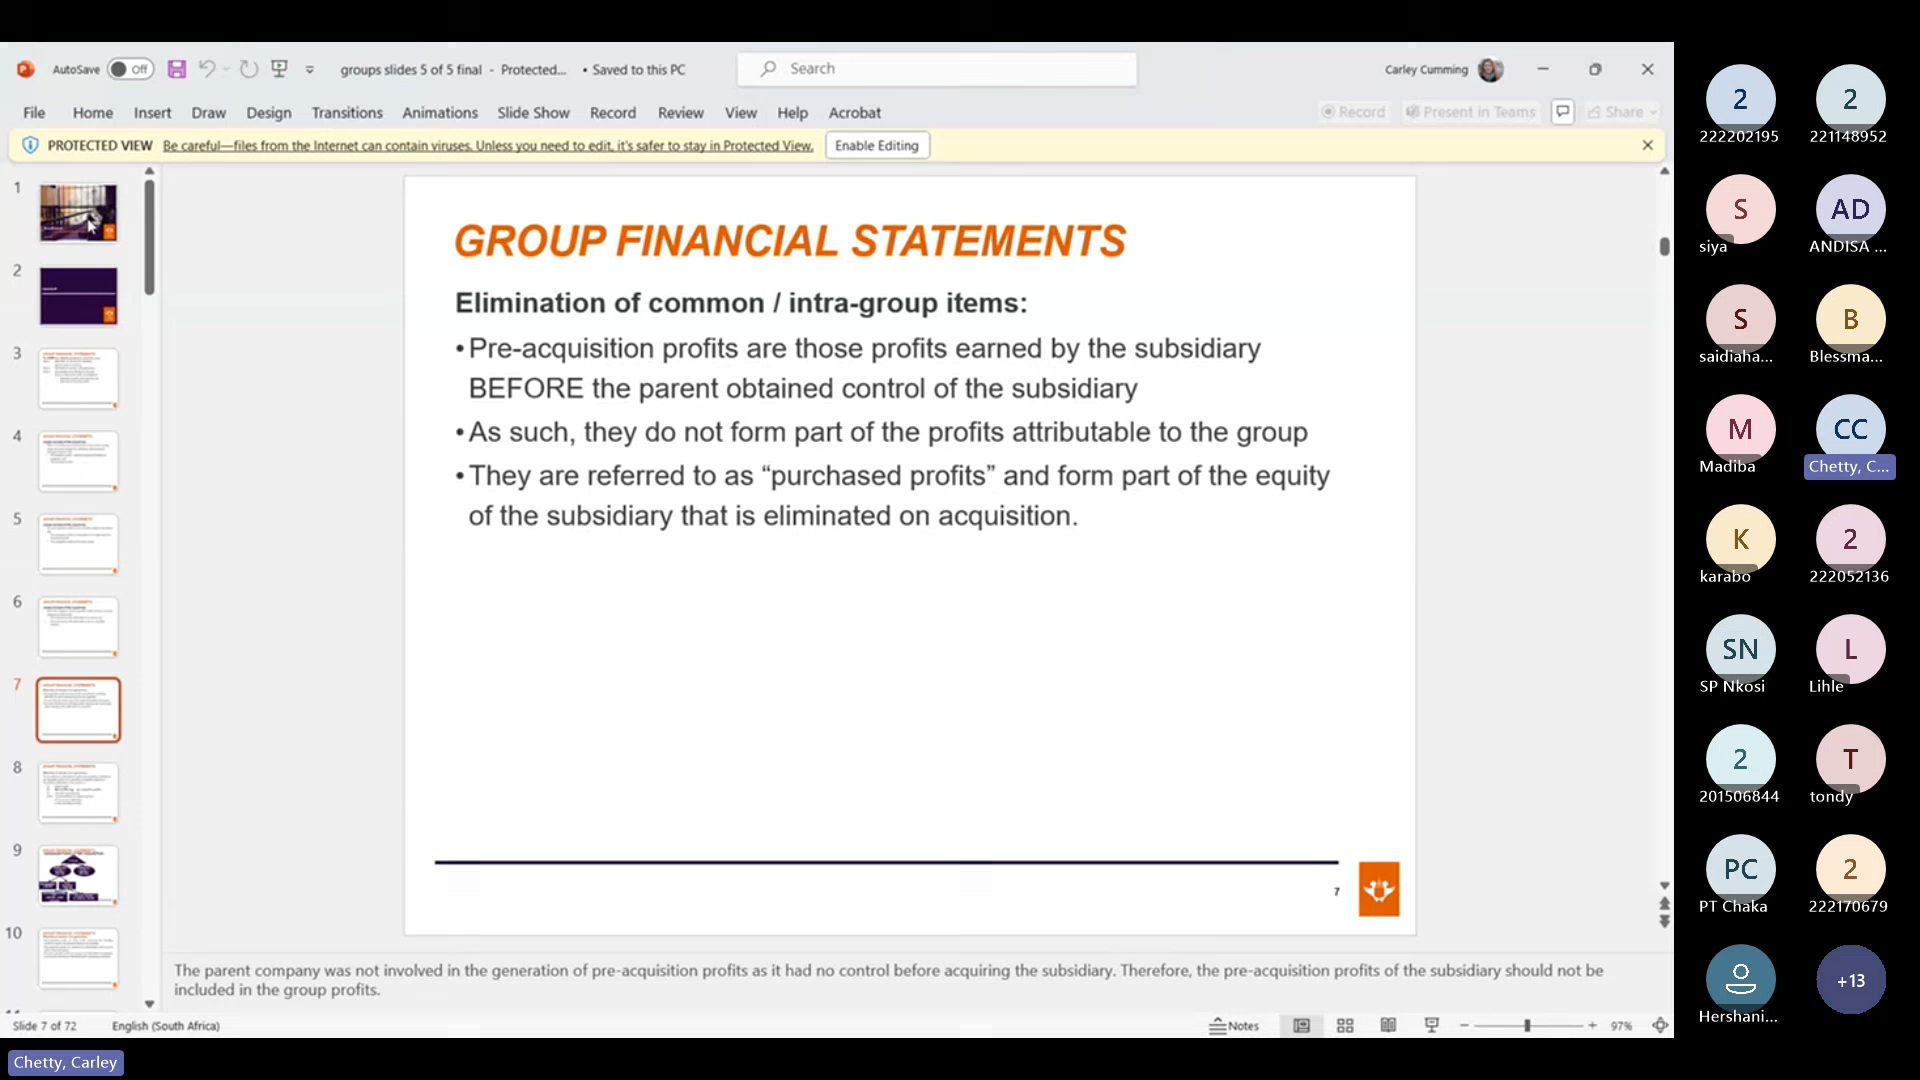 AutoSave Off groups slides 5 of 5 final - Protected... • Saved to this PC Search Carley Cumming
File Home Insert Draw Design Transitions Animations Slide Show Record Review View Help Acrobat Record Present in Teams Share
PROTECTED VIEW Be careful—files from the Internet can contain viruses. Unless you need to edit, it's safer to stay in Protected View. Enable Editing
1
2
3
4
5
6
7
8
9
10
GROUP FINANCIAL STATEMENTS
Elimination of common / intra-group items:
•Pre-acquisition profits are those profits earned by the subsidiary
BEFORE the parent obtained control of the subsidiary
•As such, they do not form part of the profits attributable to the group
•They are referred to as “purchased profits” and form part of the equity
of the subsidiary that is eliminated on acquisition.
7
The parent company was not involved in the generation of pre-acquisition profits as it had no control before acquiring the subsidiary. Therefore, the pre-acquisition profits of the subsidiary should not be
included in the group profits.
Slide 7 of 72 English (South Africa) Notes 97%
Chetty, Carley
2 2
222202195 221148952
S AD
siya ANDISA ...
S B
saidiaha... Blessma...
M CC
Madiba Chetty, C...
K 2
karabo 222052136
SN L
SP Nkosi Lihle
2 T
201506844 tondy
PC 2
PT Chaka 222170679
+13
Hershani...